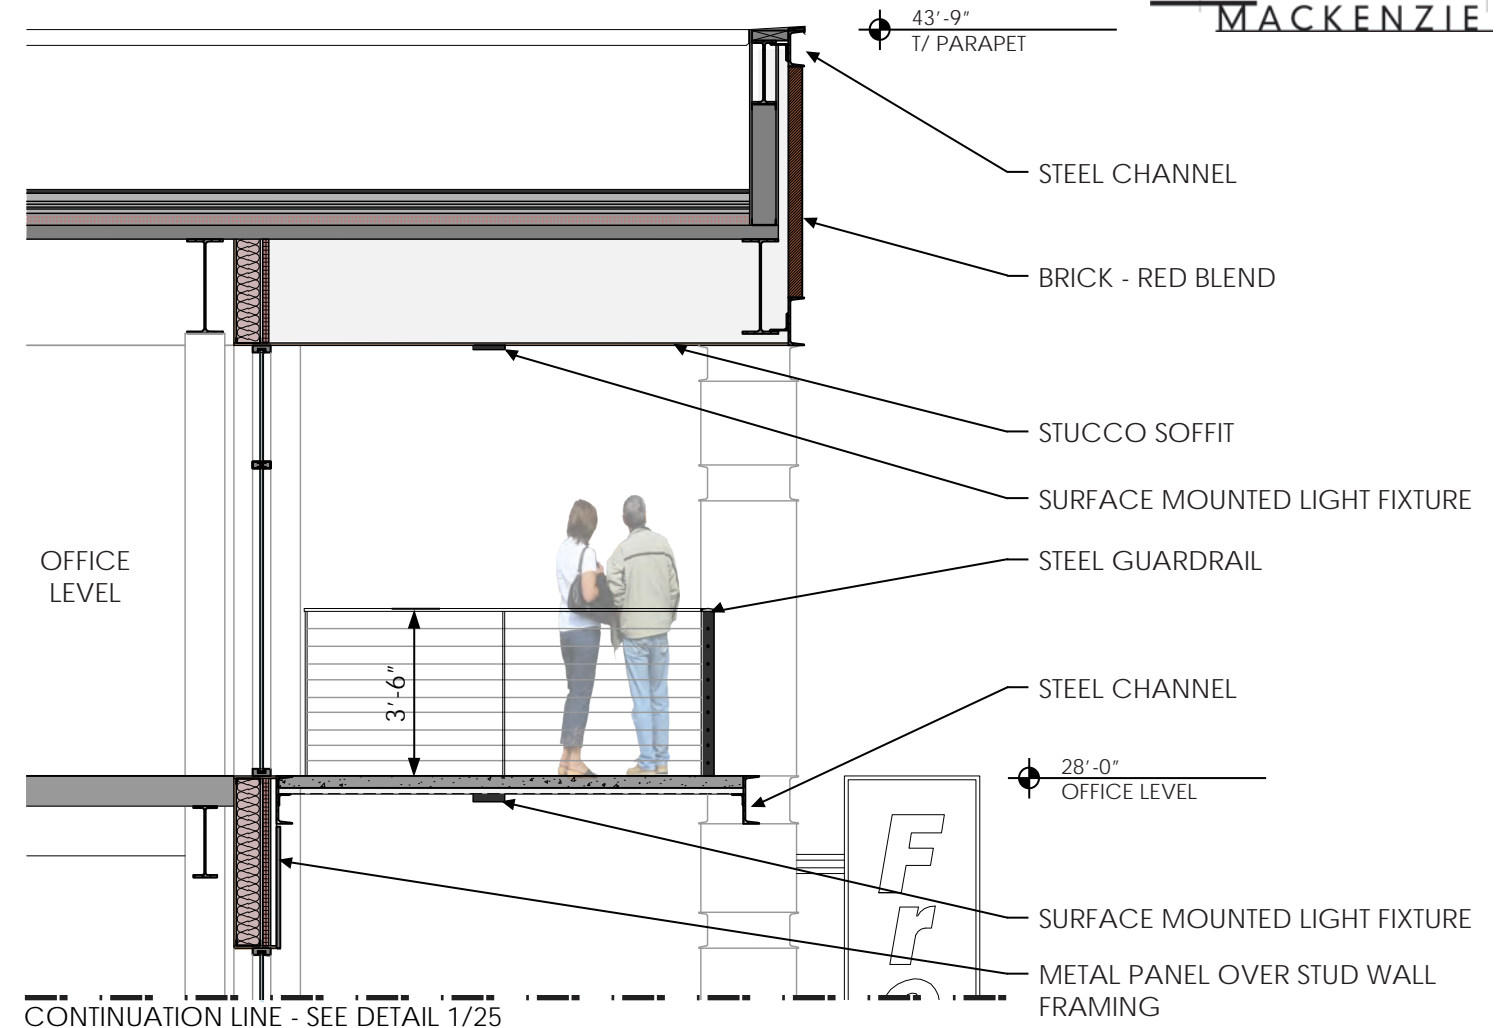 MACKENZIE
43'-9"
T/ PARAPET
STEEL CHANNEL
BRICK - RED BLEND
STUCCO SOFFIT
SURFACE MOUNTED LIGHT FIXTURE
STEEL GUARDRAIL
OFFICE
LEVEL
3'-6"
STEEL CHANNEL
28'-0"
OFFICE LEVEL
Fr
SURFACE MOUNTED LIGHT FIXTURE
METAL PANEL OVER STUD WALL
FRAMING
CONTINUATION LINE - SEE DETAIL 1/25